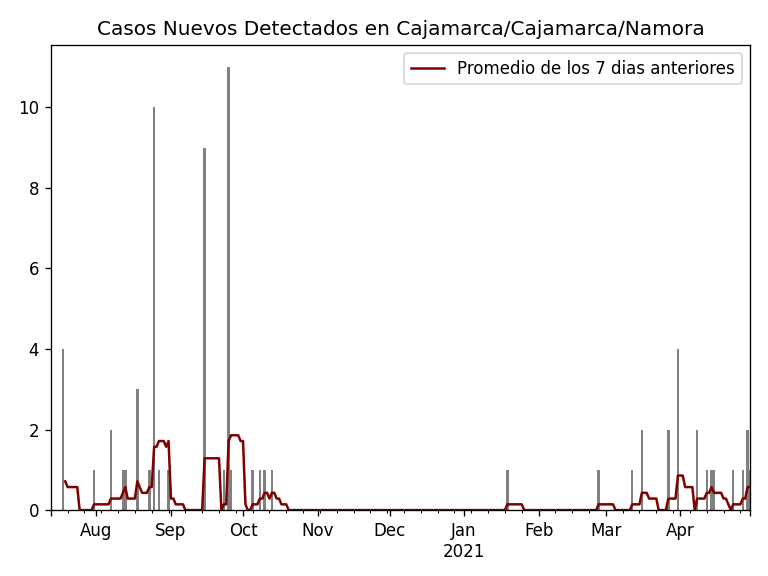 Casos Nuevos Detectados en Cajamarca/Cajamarca/Namora
Promedio de los 7 dias anteriores
10
8
6
4
2
0
Aug Sep Oct Nov Dec Jan Feb Mar Apr
2021